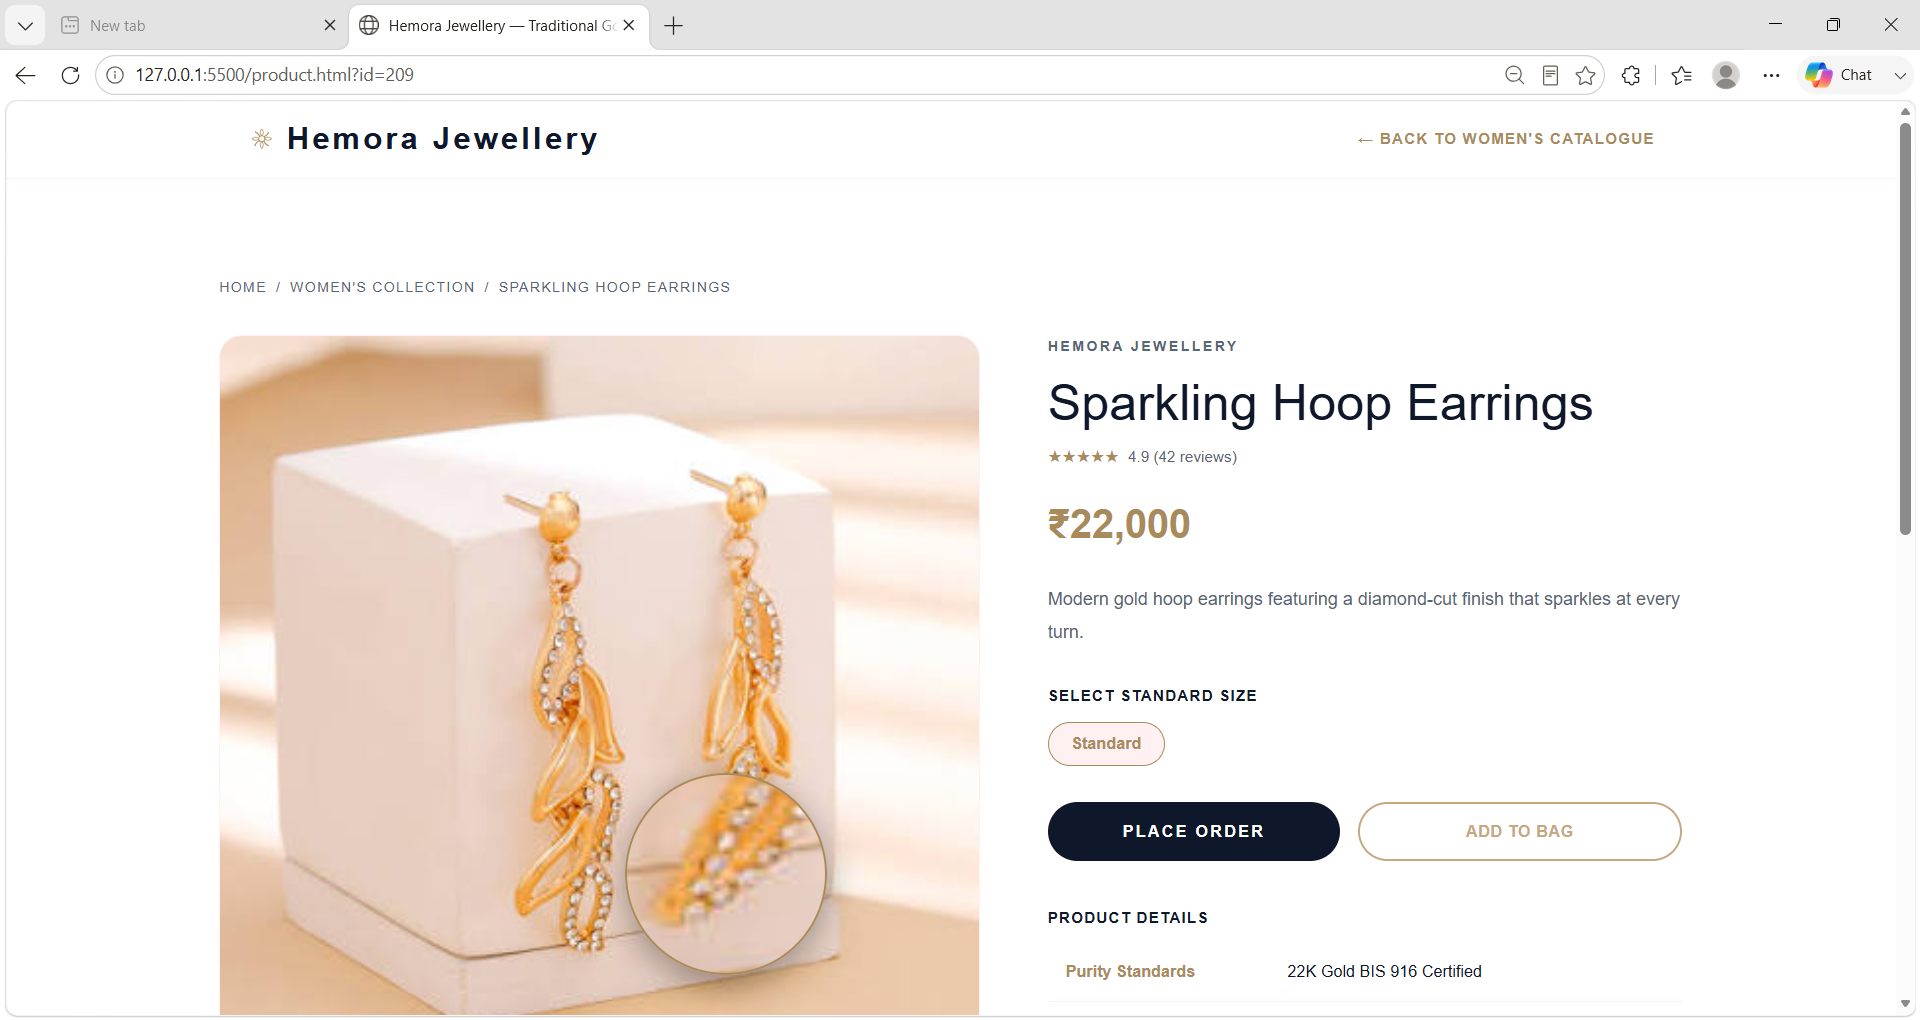 New tab
Hemora Jewellery — Traditional Go
127.0.0.1:5500/product.html?id=209
Chat
Hemora Jewellery
← BACK TO WOMEN'S CATALOGUE
HOME / WOMEN'S COLLECTION / SPARKLING HOOP EARRINGS
HEMORA JEWELLERY
Sparkling Hoop Earrings
★★★★★ 4.9 (42 reviews)
₹22,000
Modern gold hoop earrings featuring a diamond-cut finish that sparkles at every
turn.
SELECT STANDARD SIZE
Standard
PLACE ORDER
ADD TO BAG
PRODUCT DETAILS
Purity Standards
22K Gold BIS 916 Certified